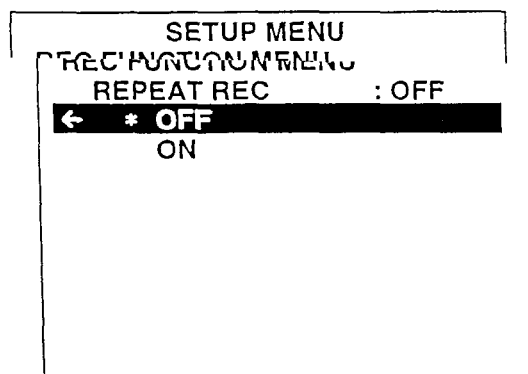 SETUP MENU
REPEAT REC : OFF
← * OFF
ON